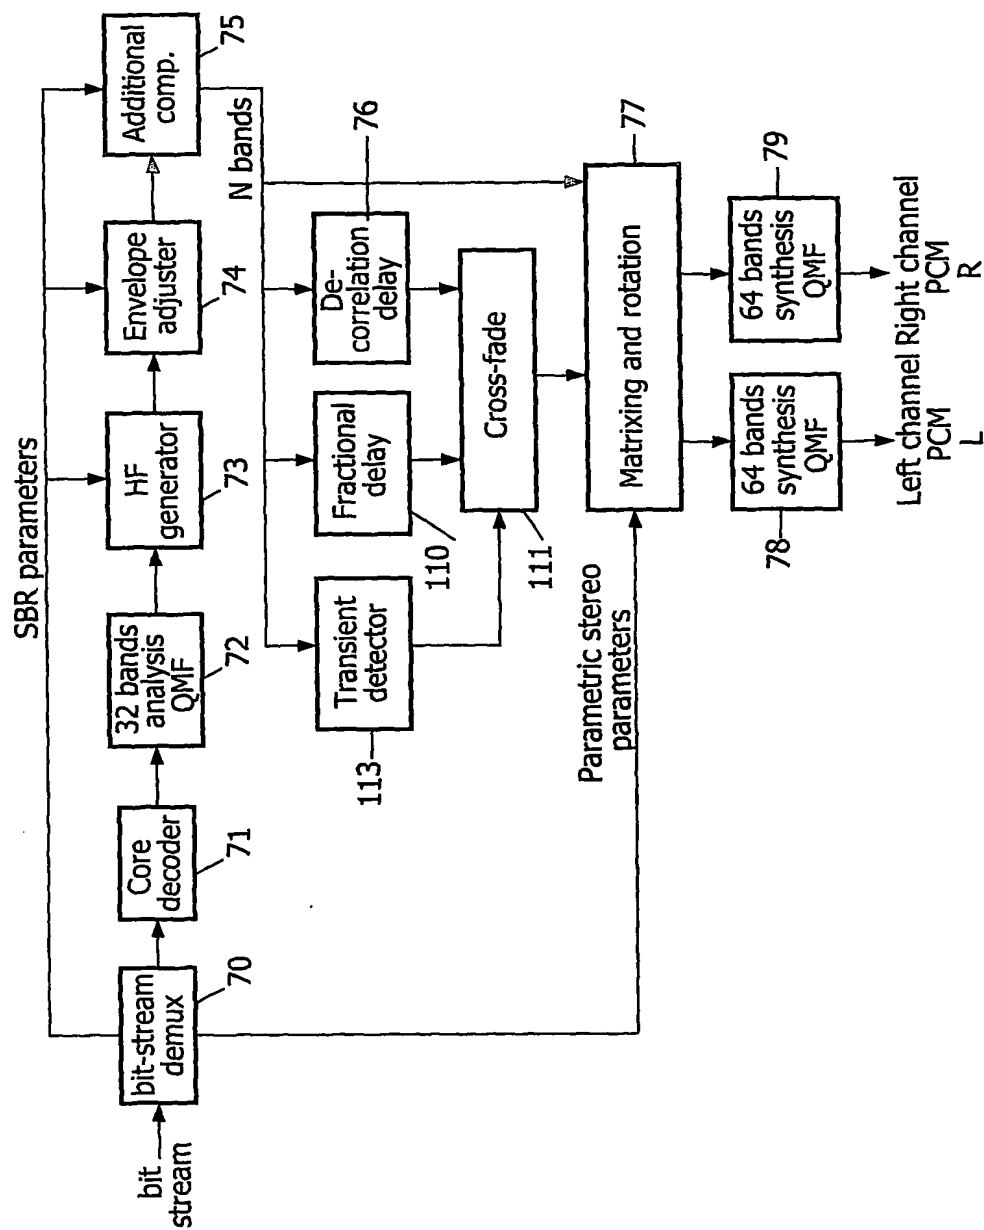 SBR parameters
bit
stream
bit-stream
demux
70
Core
decoder
71
32 bands
analysis
QMF
72
HF
generator
73
Envelope
adjuster
74
Additional
comp.
75
N bands
Transient
detector
113
Fractional
delay
110
De-
correlation
delay
76
Cross-fade
111
Parametric stereo
parameters
Matrixing and rotation
77
64 bands
synthesis
QMF
78
64 bands
synthesis
QMF
79
Left channel Right channel
PCM PCM
L R